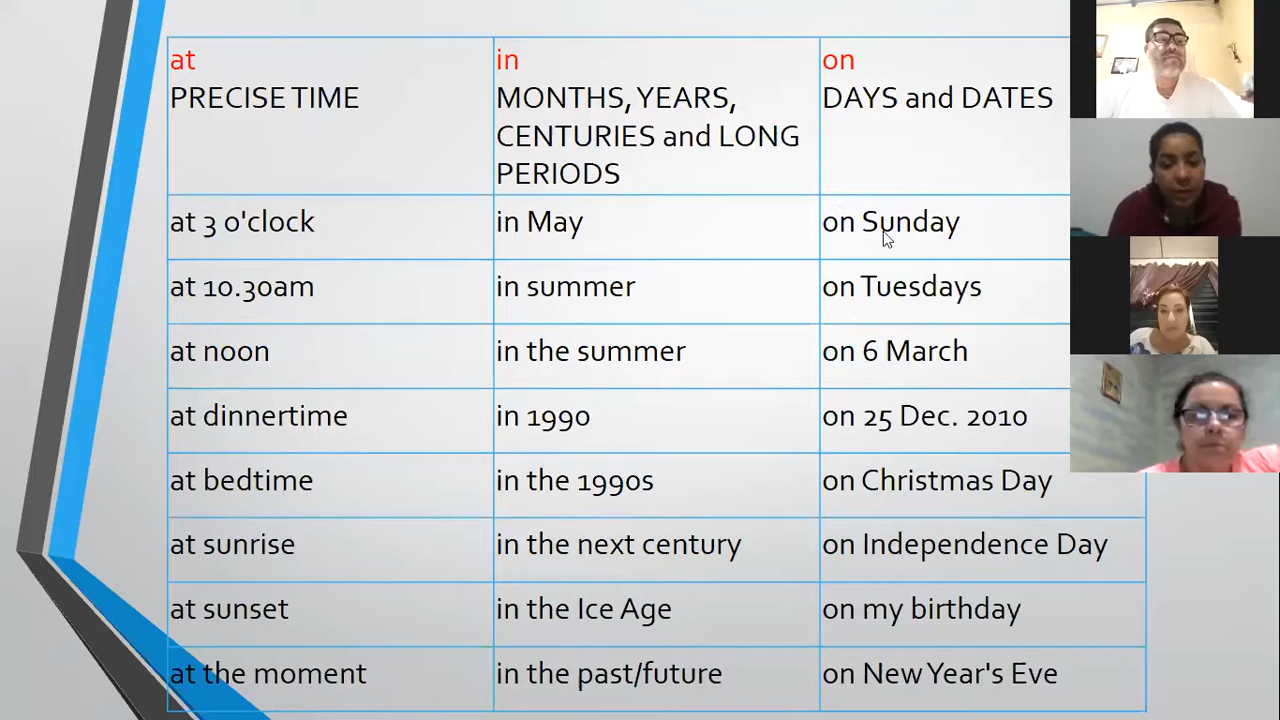 at
PRECISE TIME
in
MONTHS, YEARS,
CENTURIES and LONG
PERIODS
on
DAYS and DATES
at 3 o'clock
in May
on Sunday
at 10.30am
in summer
on Tuesdays
at noon
in the summer
on 6 March
at dinnertime
in 1990
on 25 Dec. 2010
at bedtime
in the 1990s
on Christmas Day
at sunrise
in the next century
on Independence Day
at sunset
in the Ice Age
on my birthday
at the moment
in the past/future
on New Year's Eve